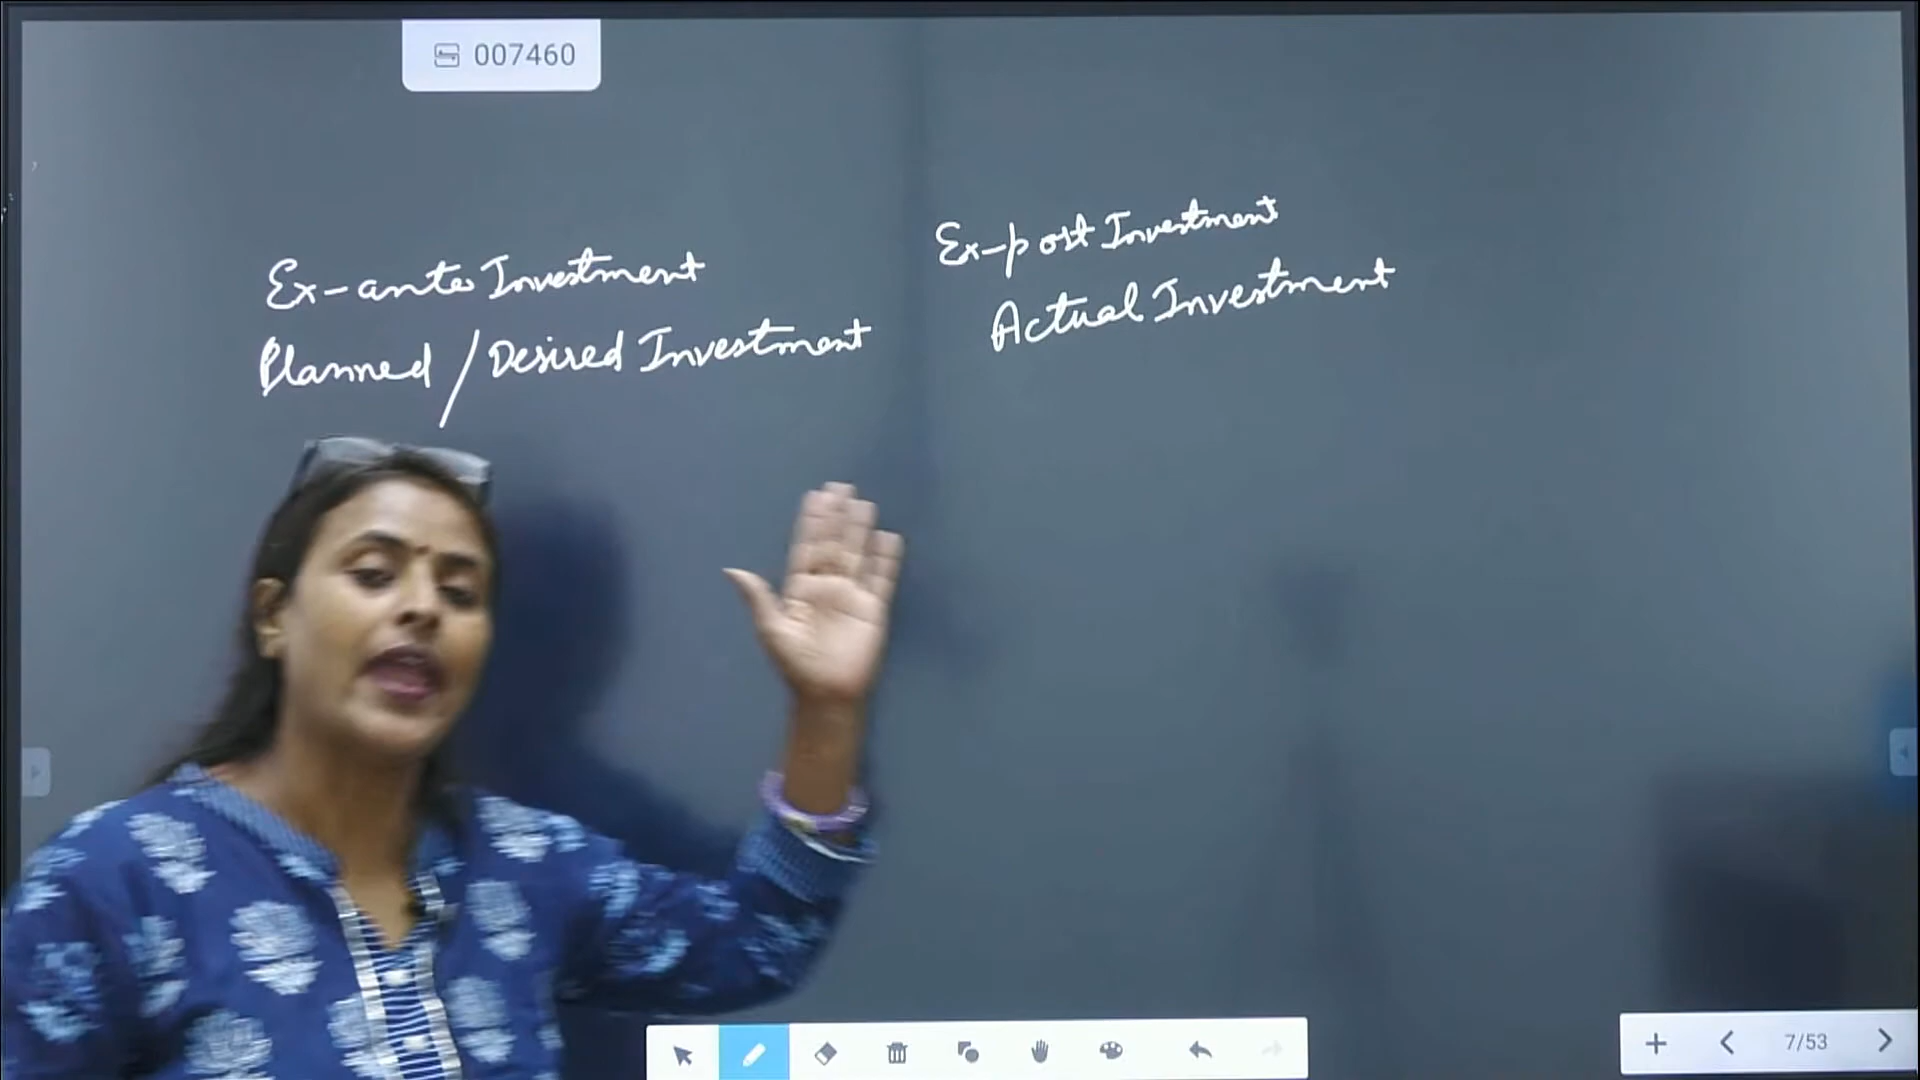 007460
Ex-ante Investment
Planned / Desired Investment
Ex-post Investment
Actual Investment
7/53